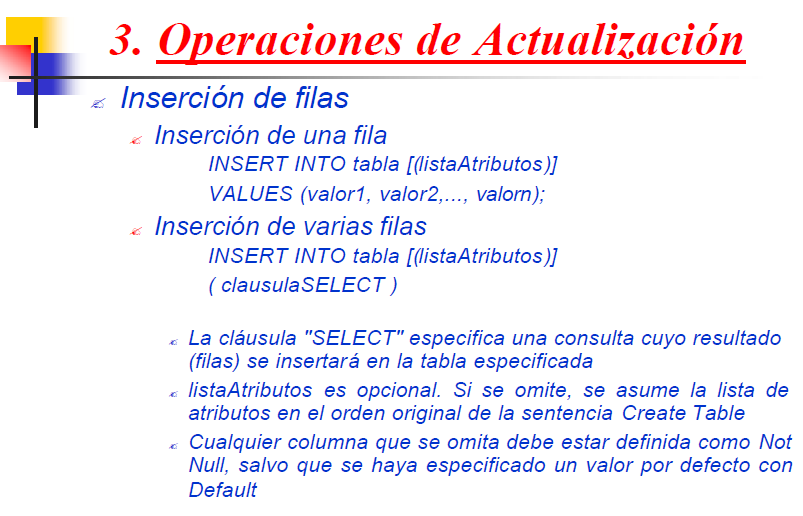 3. Operaciones de Actualización
Inserción de filas
Inserción de una fila
INSERT INTO tabla [(listaAtributos)]
VALUES (valor1, valor2,..., valorn);
Inserción de varias filas
INSERT INTO tabla [(listaAtributos)]
( clausulaSELECT )
La cláusula "SELECT" especifica una consulta cuyo resultado
(filas) se insertará en la tabla especificada
listaAtributos es opcional. Si se omite, se asume la lista de
atributos en el orden original de la sentencia Create Table
Cualquier columna que se omita debe estar definida como Not
Null, salvo que se haya especificado un valor por defecto con
Default